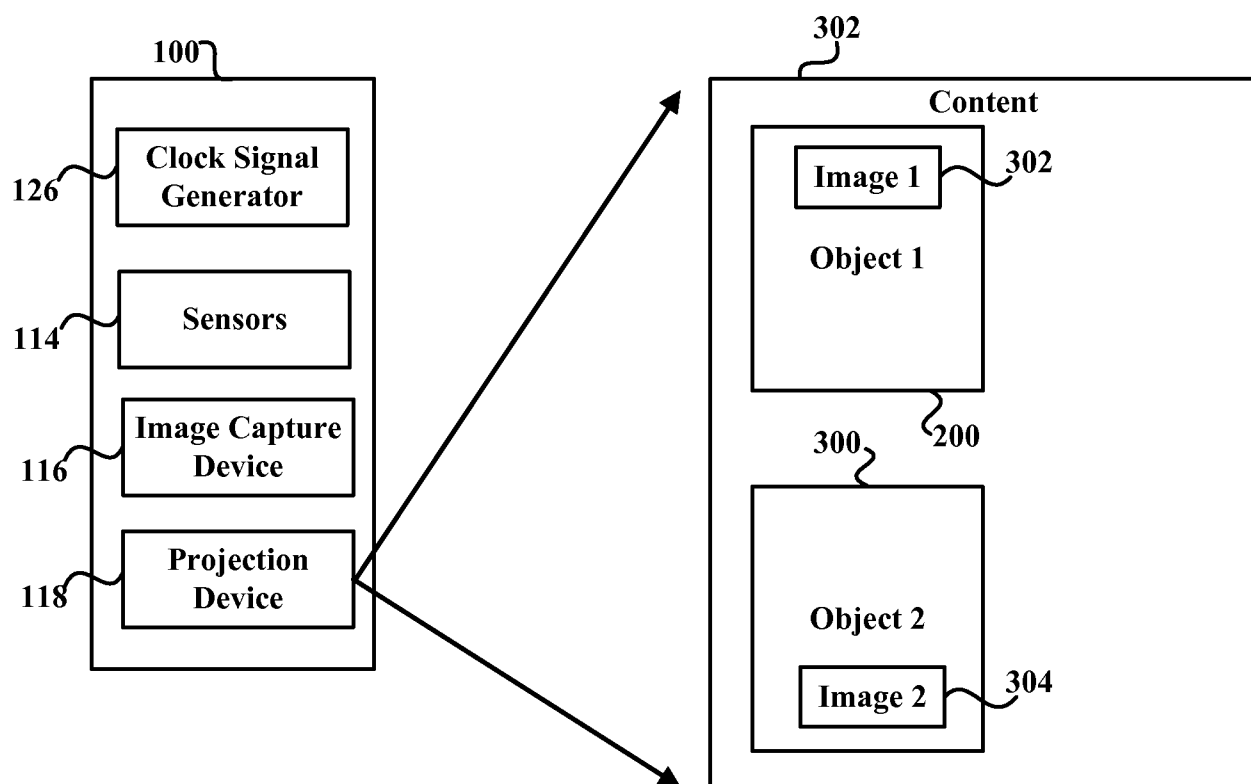 100
Clock Signal
Generator
126
Sensors
114
Image Capture
Device
116
Projection
Device
118
302
Content
Image 1
302
Object 1
200
300
Object 2
Image 2
304